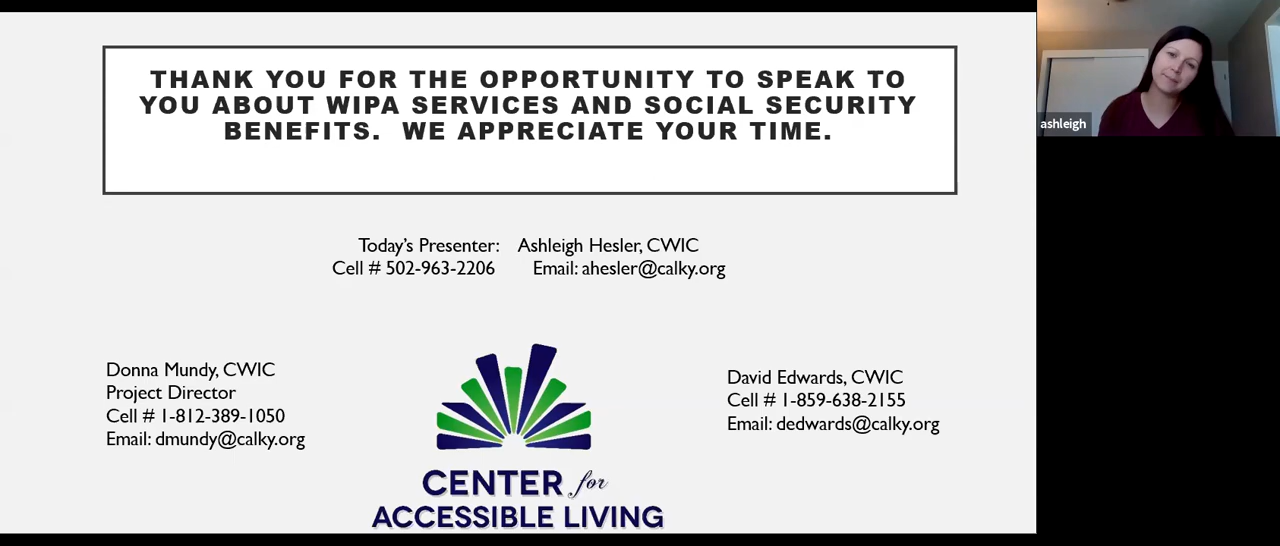 THANK YOU FOR THE OPPORTUNITY TO SPEAK TO
YOU ABOUT WIPA SERVICES AND SOCIAL SECURITY
BENEFITS. WE APPRECIATE YOUR TIME.
ashleigh
Today's Presenter: Ashleigh Hesler, CWIC
Cell # 502-963-2206 Email: ahesler@calky.org
Donna Mundy, CWIC
Project Director
Cell # 1-812-389-1050
Email: dmundy@calky.org
David Edwards, CWIC
Cell # 1-859-638-2155
Email: dedwards@calky.org
CENTER for
ACCESSIBLE LIVING